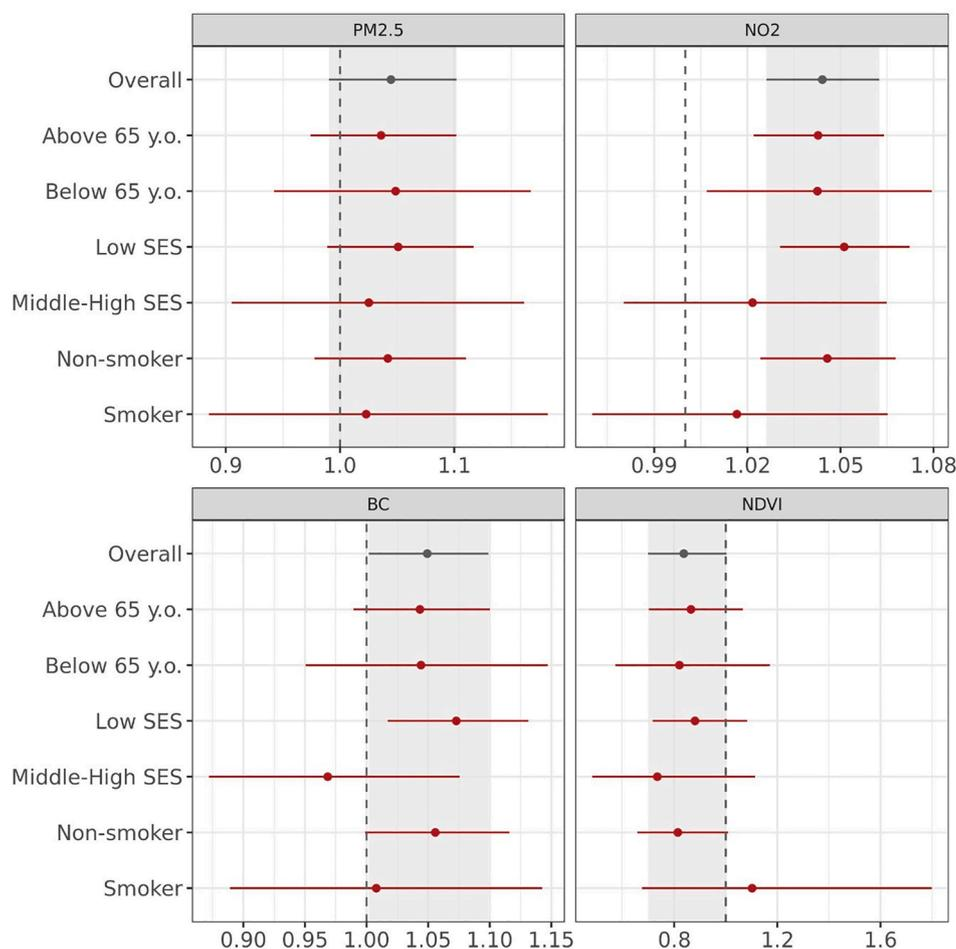 PM2.5 NO2
Overall
Above 65 y.o.
Below 65 y.o.
Low SES
Middle-High SES
Non-smoker
Smoker
0.9 1.0 1.1 0.99 1.02 1.05 1.08
BC NDVI
Overall
Above 65 y.o.
Below 65 y.o.
Low SES
Middle-High SES
Non-smoker
Smoker
0.90 0.95 1.00 1.05 1.10 1.15 0.8 1.2 1.6